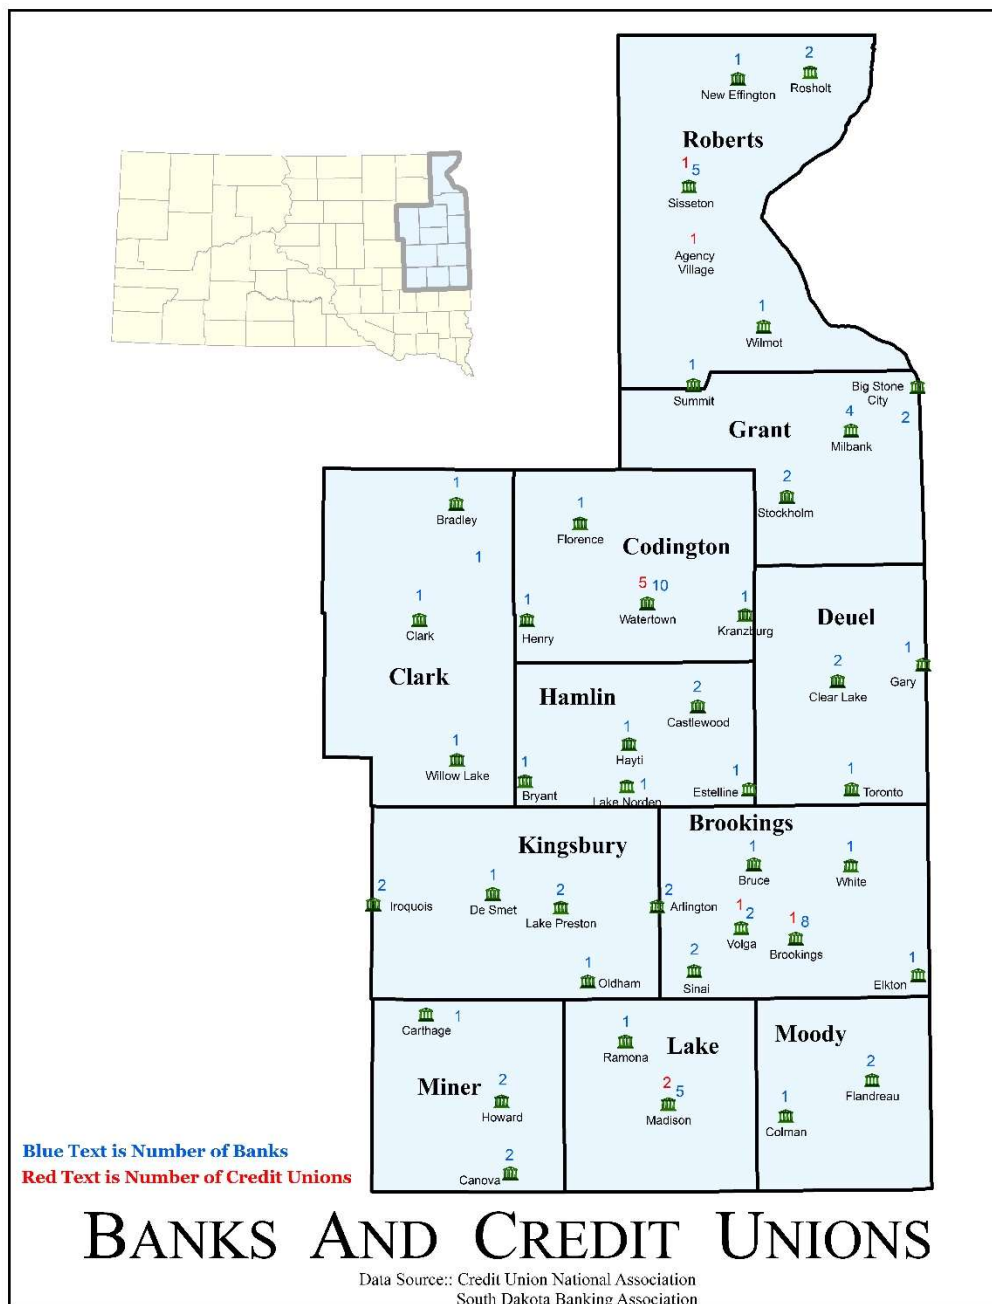 1
2
New Effington
Rosholt
Roberts
1
5
Sisseton
1
Agency
Village
1
Wilmot
1
Summit
Big Stone
City
2
4
Milbank
Grant
2
Stockholm
1
Bradley
1
1
Clark
Clark
1
Willow Lake
1
Florence
Codington
5 10
Watertown
1
Henry
1
Kranzburg
Deuel
1
Gary
2
Clear Lake
1
Toronto
Hamlin
2
Castlewood
1
Hayti
1
Bryant
1
Lake Norden
1
Estelline
Kingsbury
2
Iroquois
1
De Smet
2
Lake Preston
1
Oldham
Brookings
1
Bruce
1
White
2
Arlington
1
2
Volga
1 8
Brookings
2
Sinai
1
Elkton
Carthage
1
Miner
2
Howard
2
Canova
1
Ramona
Lake
2 5
Madison
Moody
2
Flandreau
1
Colman
Blue Text is Number of Banks
Red Text is Number of Credit Unions
BANKS AND CREDIT UNIONS
Data Source:: Credit Union National Association
South Dakota Banking Association